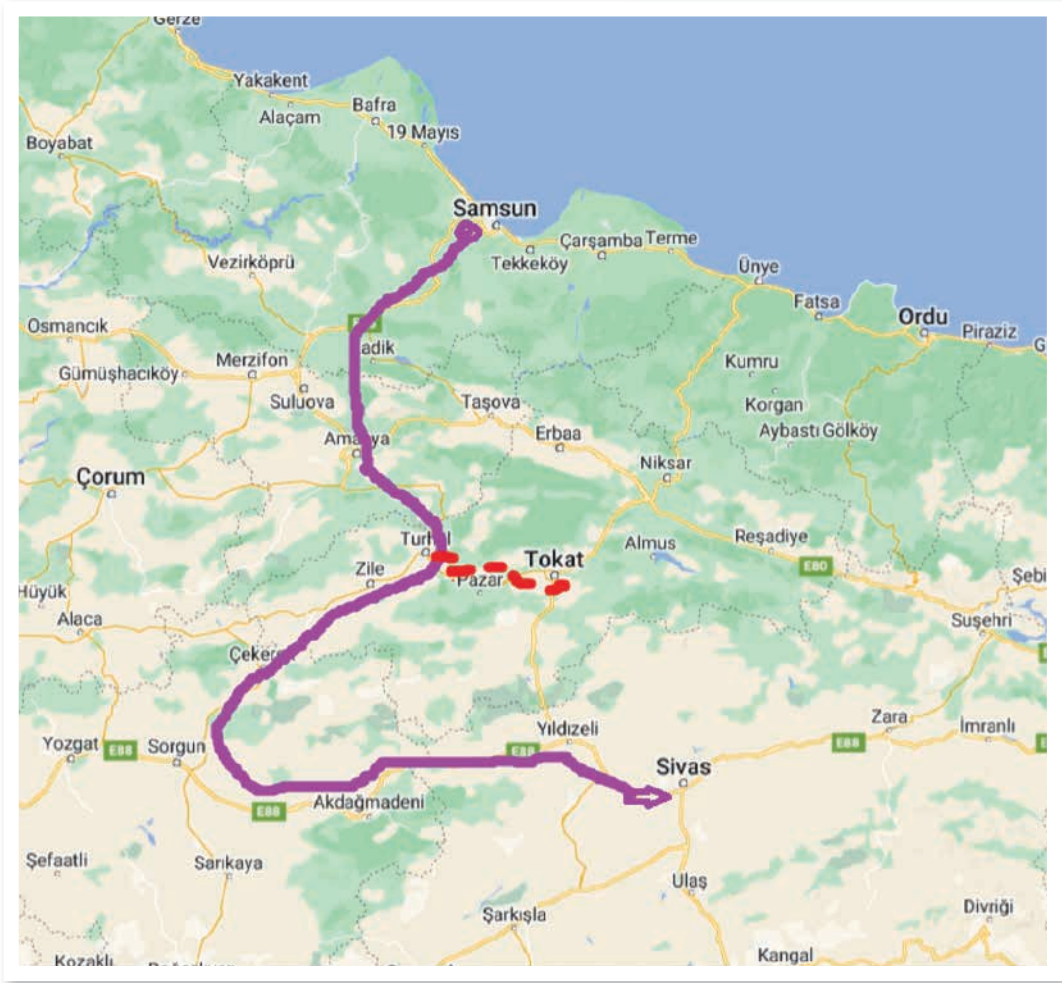 Gerze
Yakakent
Alaçam
Bafra
19 Mayıs
Boyabat
Samsun
Çarşamba
Terme
Tekkeköy
Vezirköprü
Ünye
Fatsa
Ordu
Piraziz
G
Osmancık
Merzifon
Gümüşhacıköy
Suluova
Kumru
Korgan
Aybastı
Gölköy
Taşova
Erbaa
Niksar
Çorum
Reşadiye
Almus
Tokat
E80
Zile
Pazar
Hüyük
Alaca
Şebi
Suşehri
Yıldızeli
Zara
İmranlı
Yozgat
E88
Sorgun
E88
E88
Sivas
E88
Akdağmadeni
Şefaatli
Sarıkaya
Ulaş
Şarkışla
Divriği
Kangal